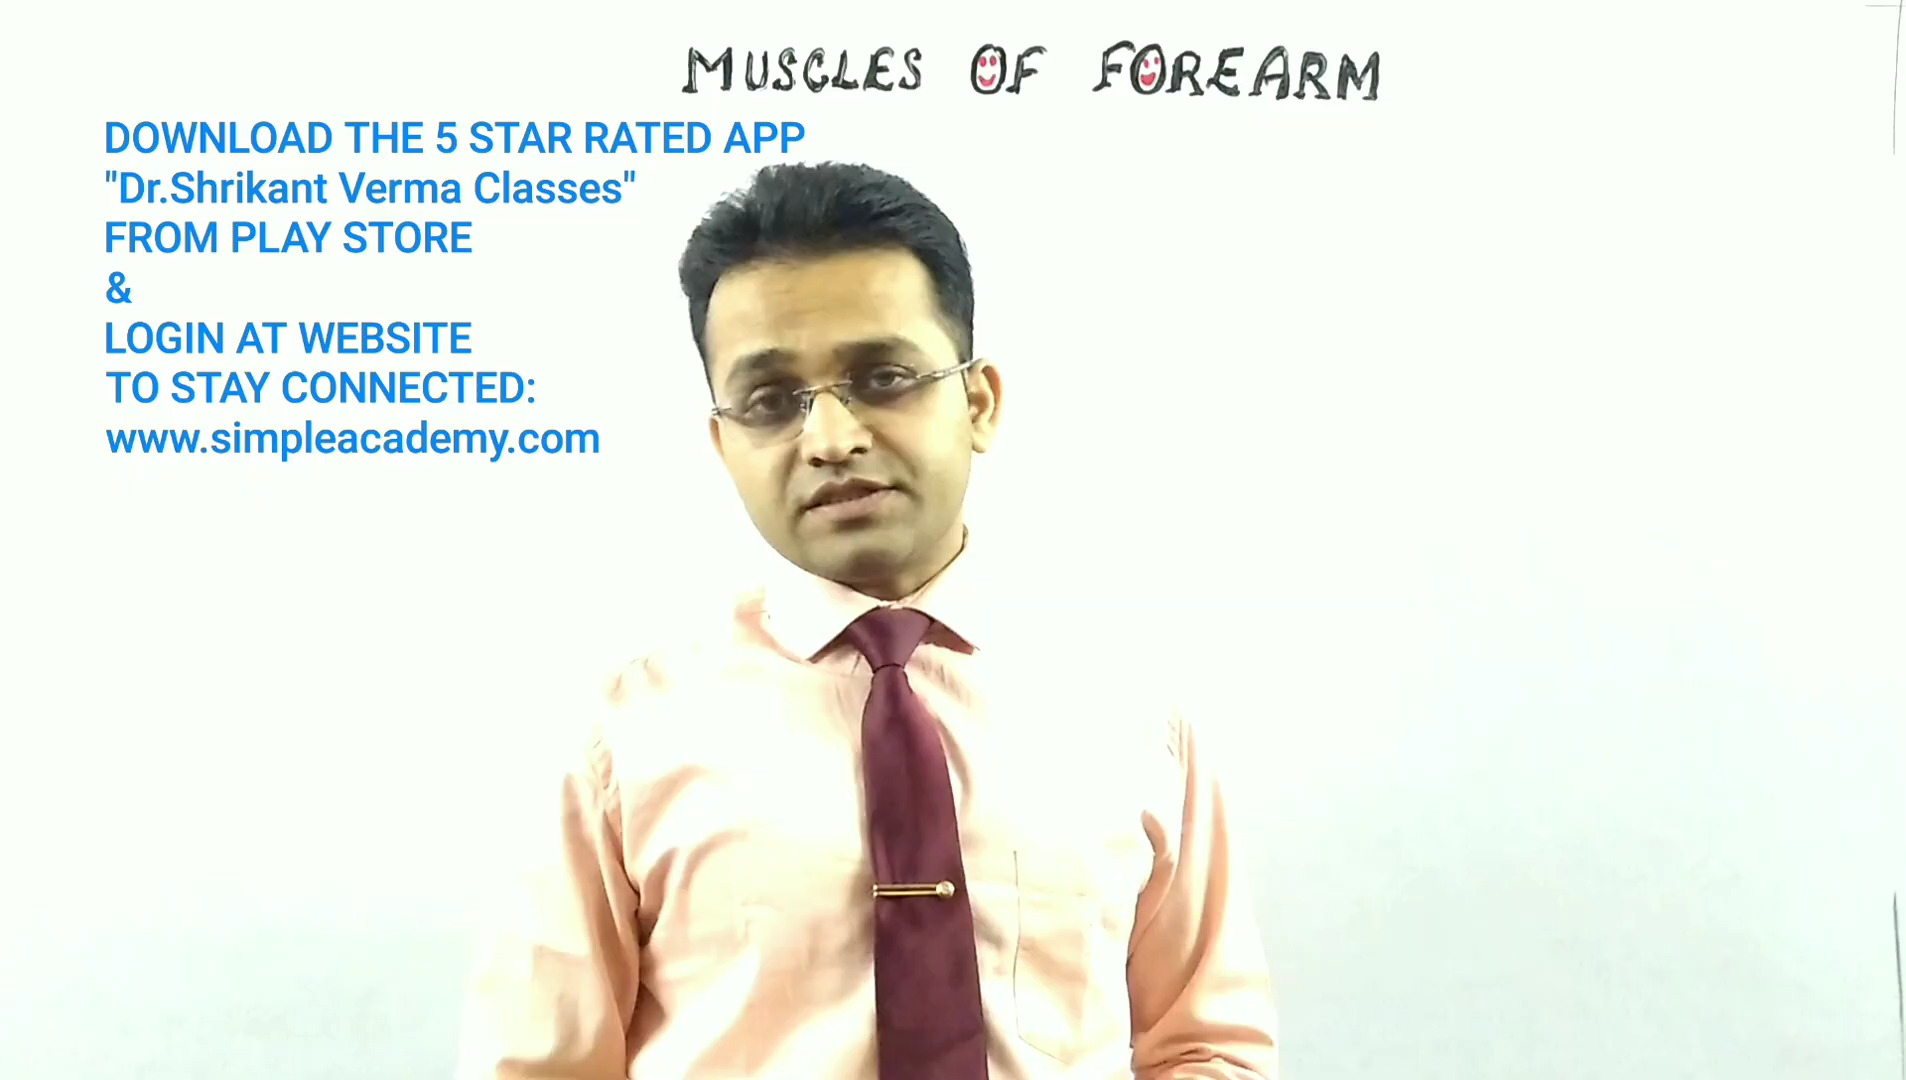 MUSCLES OF FOREARM
DOWNLOAD THE 5 STAR RATED APP
"Dr.Shrikant Verma Classes"
FROM PLAY STORE
&
LOGIN AT WEBSITE
TO STAY CONNECTED:
www.simpleacademy.com